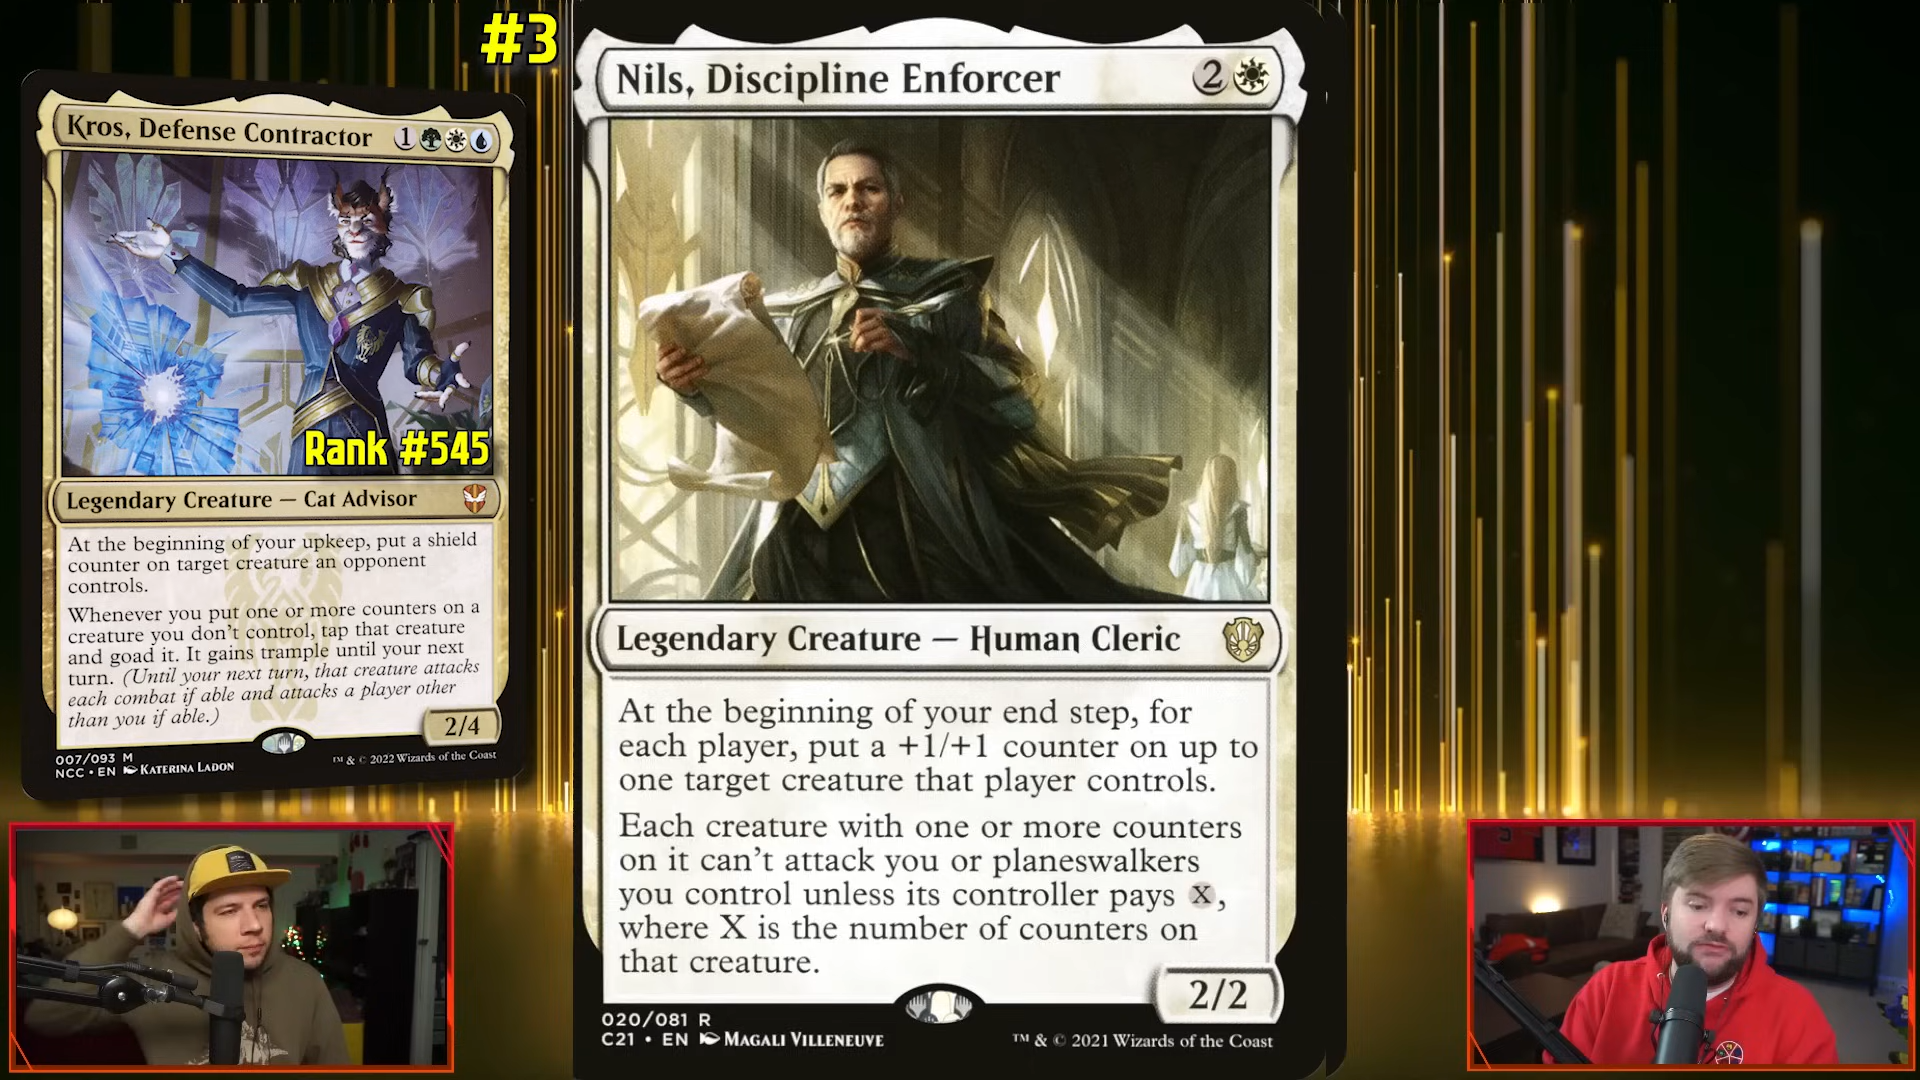 #3
Kros, Defense Contractor 1
Rank #545
Legendary Creature — Cat Advisor
At the beginning of your upkeep, put a shield
counter on target creature an opponent
controls.
Whenever you put one or more counters on a
creature you don't control, tap that creature
and goad it. It gains trample until your next
turn. (Until your next turn, that creature attacks
each combat if able and attacks a player other
than you if able.)
2/4
007/093 M
NCC • EN KATERINA LADON
™ & © 2022 Wizards of the Coast
Nils, Discipline Enforcer 2
Legendary Creature — Human Cleric
At the beginning of your end step, for
each player, put a +1/+1 counter on up to
one target creature that player controls.
Each creature with one or more counters
on it can't attack you or planeswalkers
you control unless its controller pays X,
where X is the number of counters on
that creature.
2/2
020/081 R
C21 • EN MAGALI VILLENEUVE
™ & © 2021 Wizards of the Coast